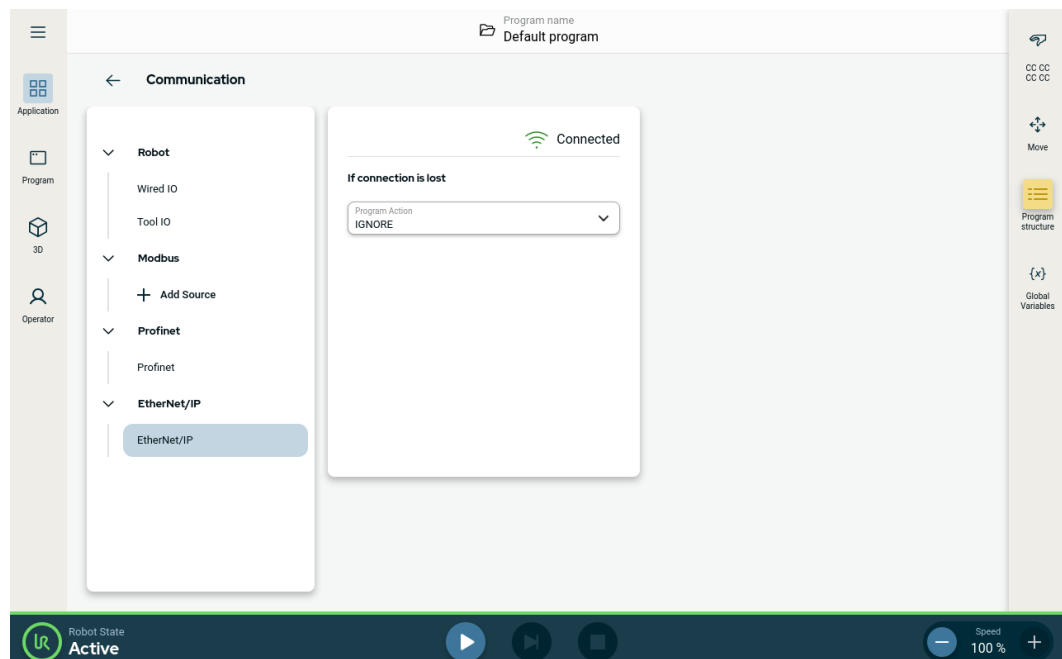 Program name
Default program
Application
Program
3D
Operator
Communication
Robot
Wired IO
Tool IO
Modbus
Add Source
Profinet
Profinet
EtherNet/IP
EtherNet/IP
Connected
If connection is lost
Program Action
IGNORE
CC CC
CC CC
Move
Program
structure
{x}
Global
Variables
UR
Robot State
Active
Speed
100 %